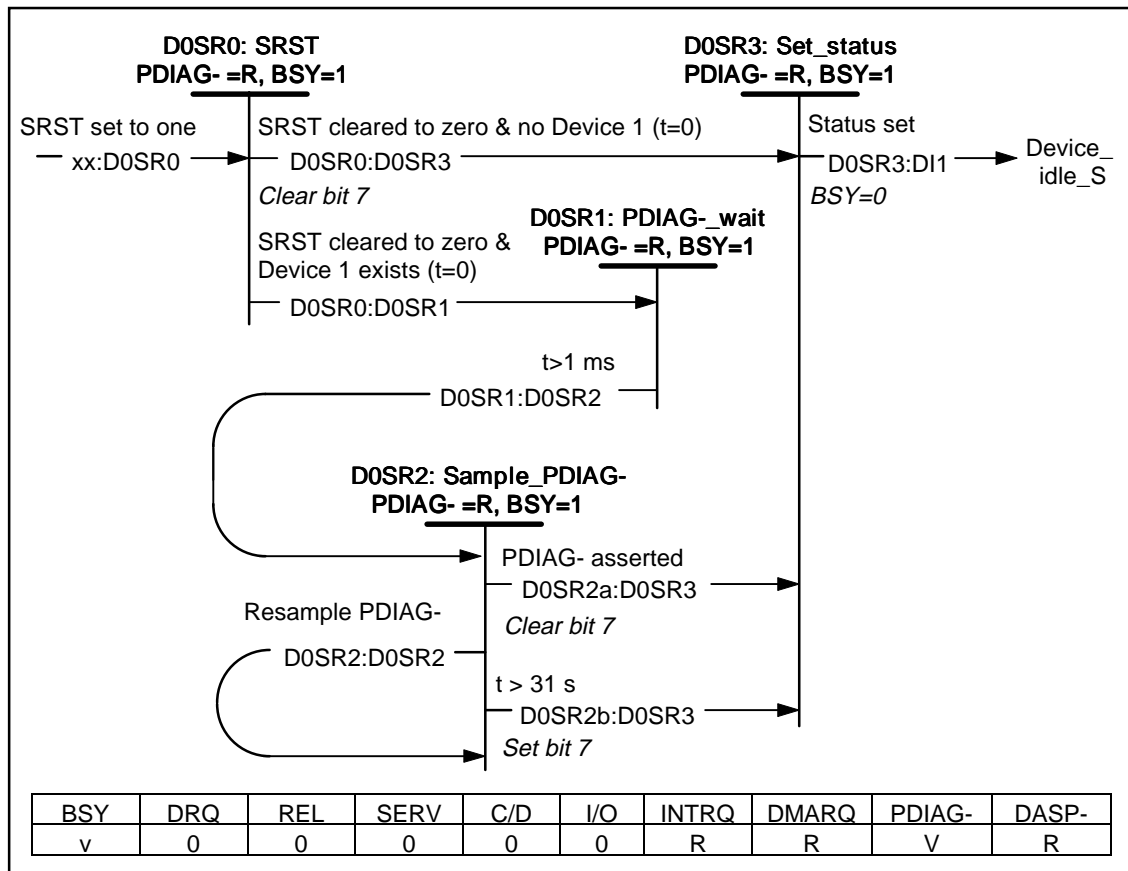 D0SR0: SRST
PDIAG- =R, BSY=1
D0SR3: Set_status
PDIAG- =R, BSY=1
SRST set to one
xx:D0SR0
SRST cleared to zero & no Device 1 (t=0)
D0SR0:D0SR3
Clear bit 7
Status set
D0SR3:DI1
BSY=0
Device_
idle_S
D0SR1: PDIAG-_wait
PDIAG- =R, BSY=1
SRST cleared to zero &
Device 1 exists (t=0)
D0SR0:D0SR1
t>1 ms
D0SR1:D0SR2
D0SR2: Sample_PDIAG-
PDIAG- =R, BSY=1
PDIAG- asserted
D0SR2a:D0SR3
Clear bit 7
Resample PDIAG-
D0SR2:D0SR2
t > 31 s
D0SR2b:D0SR3
Set bit 7
BSY DRQ REL SERV C/D I/O INTRQ DMARQ PDIAG- DASP-
v 0 0 0 0 0 R R V R